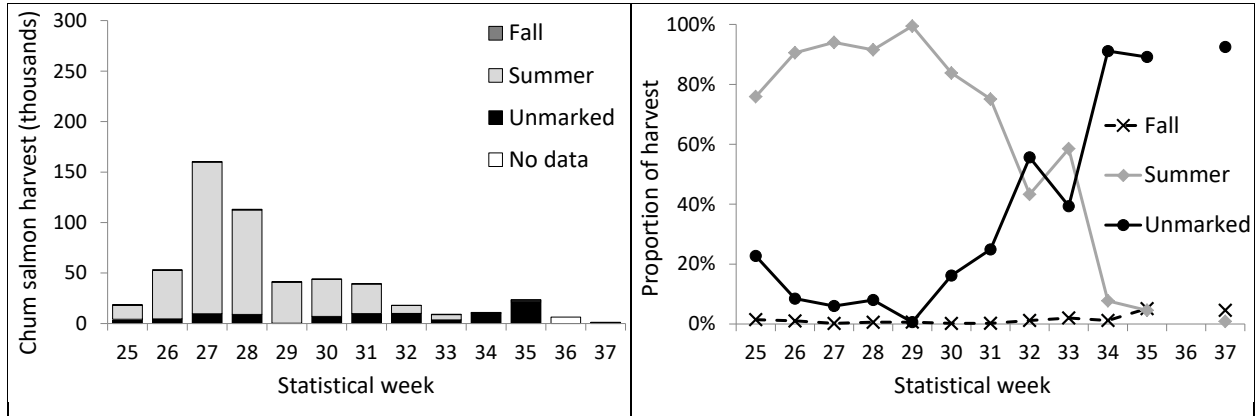 Chum salmon harvest (thousands)
300
250
200
150
100
50
0
Fall
Summer
Unmarked
No data
25 26 27 28 29 30 31 32 33 34 35 36 37
Statistical week
Proportion of harvest
100%
80%
60%
40%
20%
0%
Fall
Summer
Unmarked
25 26 27 28 29 30 31 32 33 34 35 36 37
Statistical week